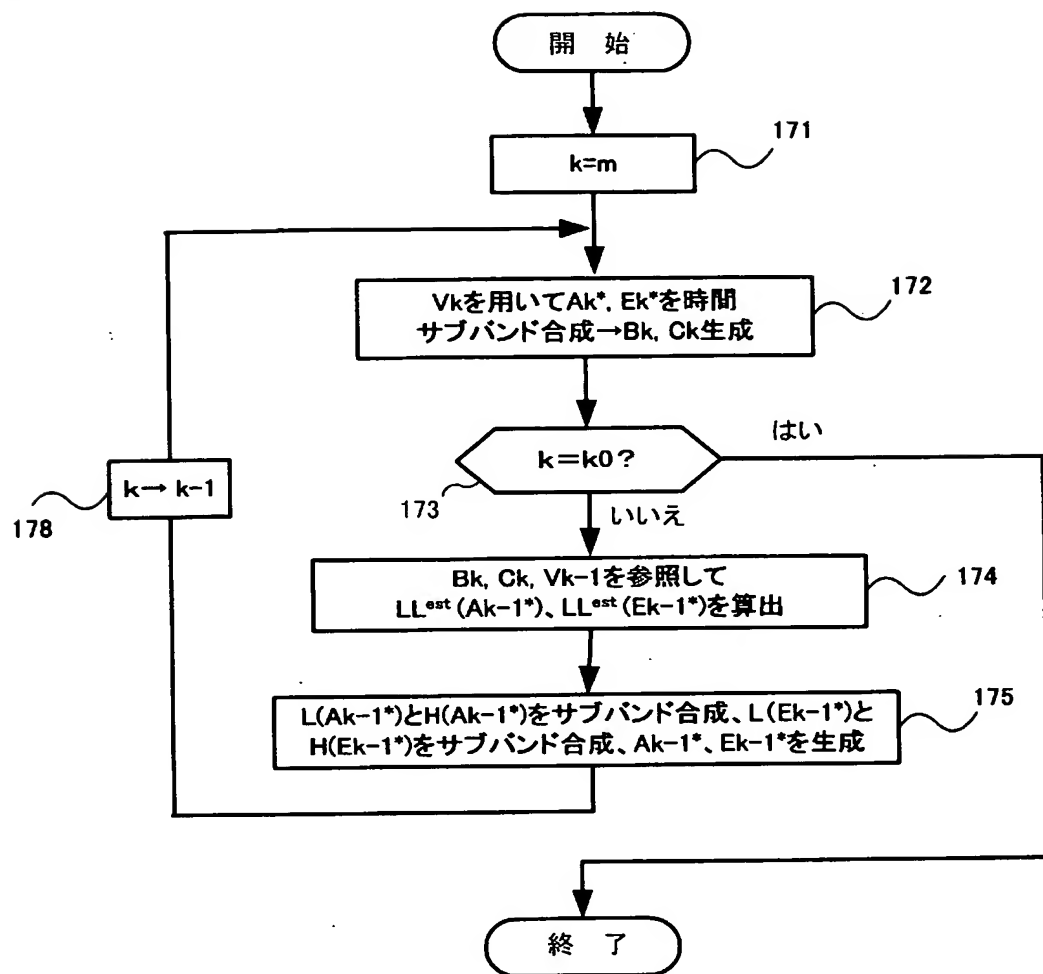 開 始
171
k=m
172
Vkを用いてAk*, Ek*を時間
サブバンド合成→Bk, Ck生成
はい
k=k0?
173
いいえ
k→ k-1
178
174
Bk, Ck, Vk-1を参照して
LLest(Ak-1*)、LLest(Ek-1*)を算出
175
L(Ak-1*)とH(Ak-1*)をサブバンド合成、L(Ek-1*)と
H(Ek-1*)をサブバンド合成、Ak-1*、Ek-1*を生成
終 了